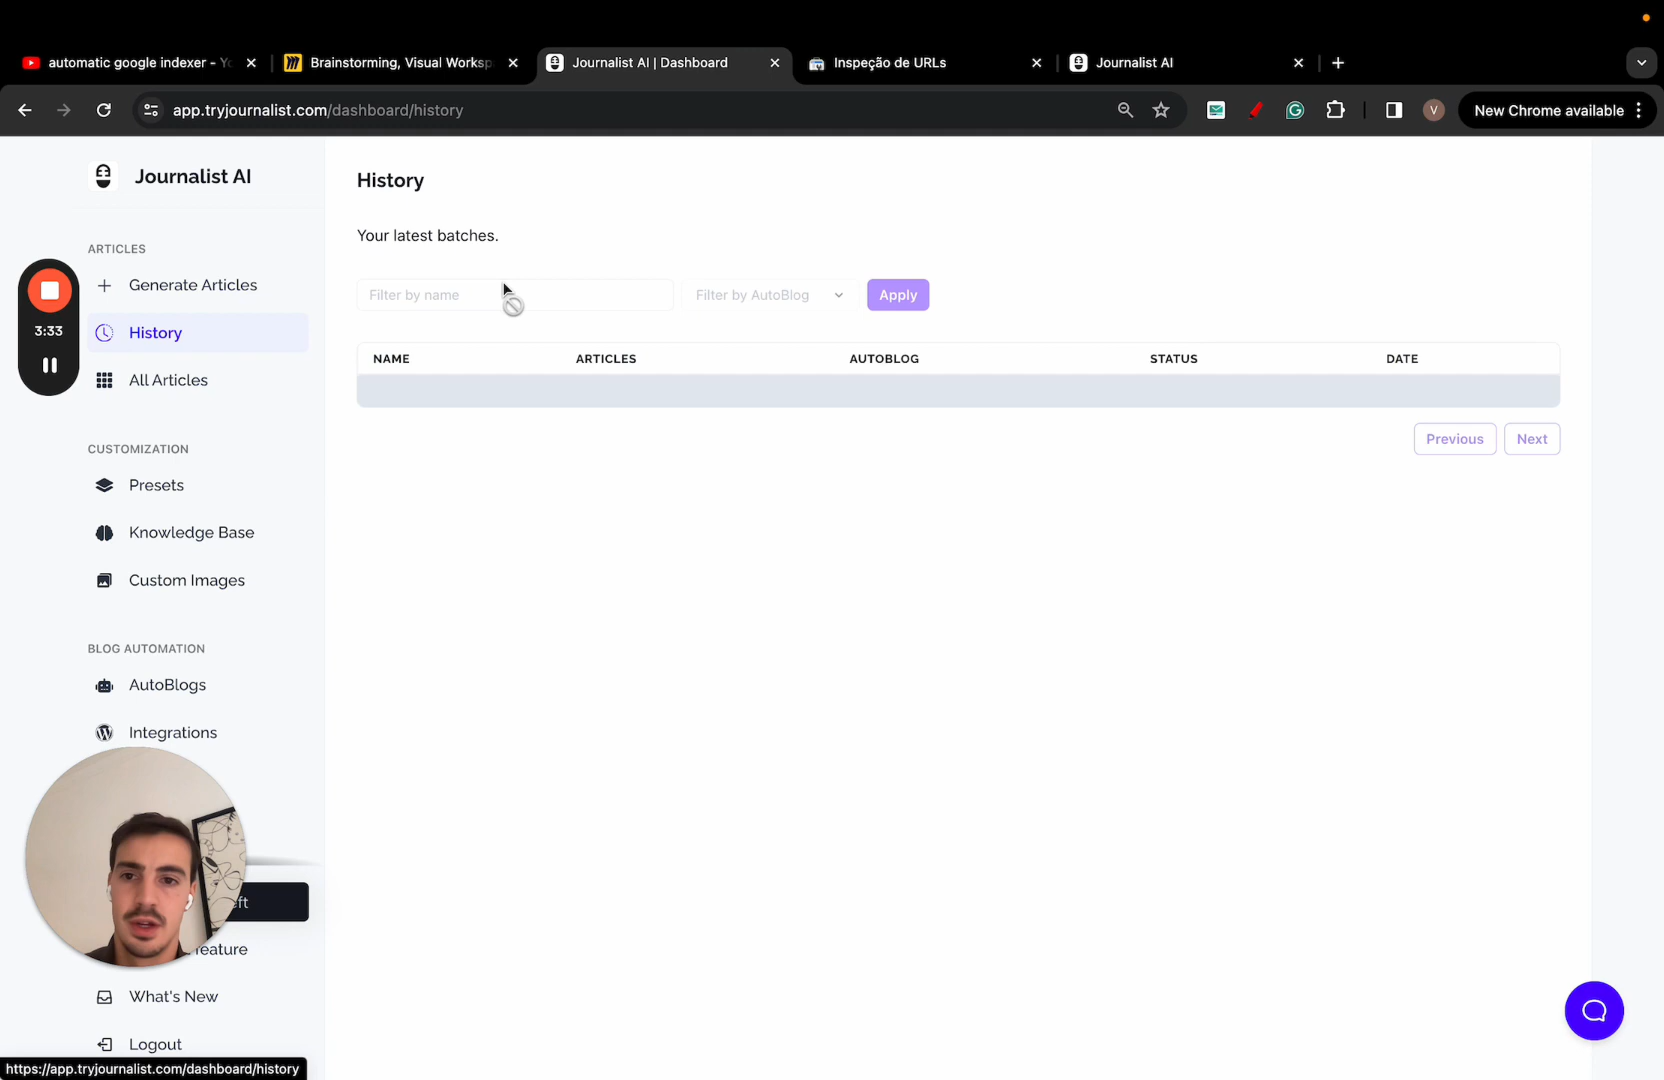 automatic google indexer - Yo
Brainstorming, Visual Worksp
Journalist AI | Dashboard
Inspeção de URLs
Journalist AI
app.tryjournalist.com/dashboard/history
V
New Chrome available
Journalist AI
ARTICLES
Generate Articles
3:33
History
All Articles
CUSTOMIZATION
Presets
Knowledge Base
Custom Images
BLOG AUTOMATION
AutoBlogs
Integrations
eft
feature
What's New
Logout
https://app.tryjournalist.com/dashboard/history
History
Your latest batches.
Filter by name
Filter by AutoBlog
Apply
NAME ARTICLES AUTOBLOG STATUS DATE
Previous
Next